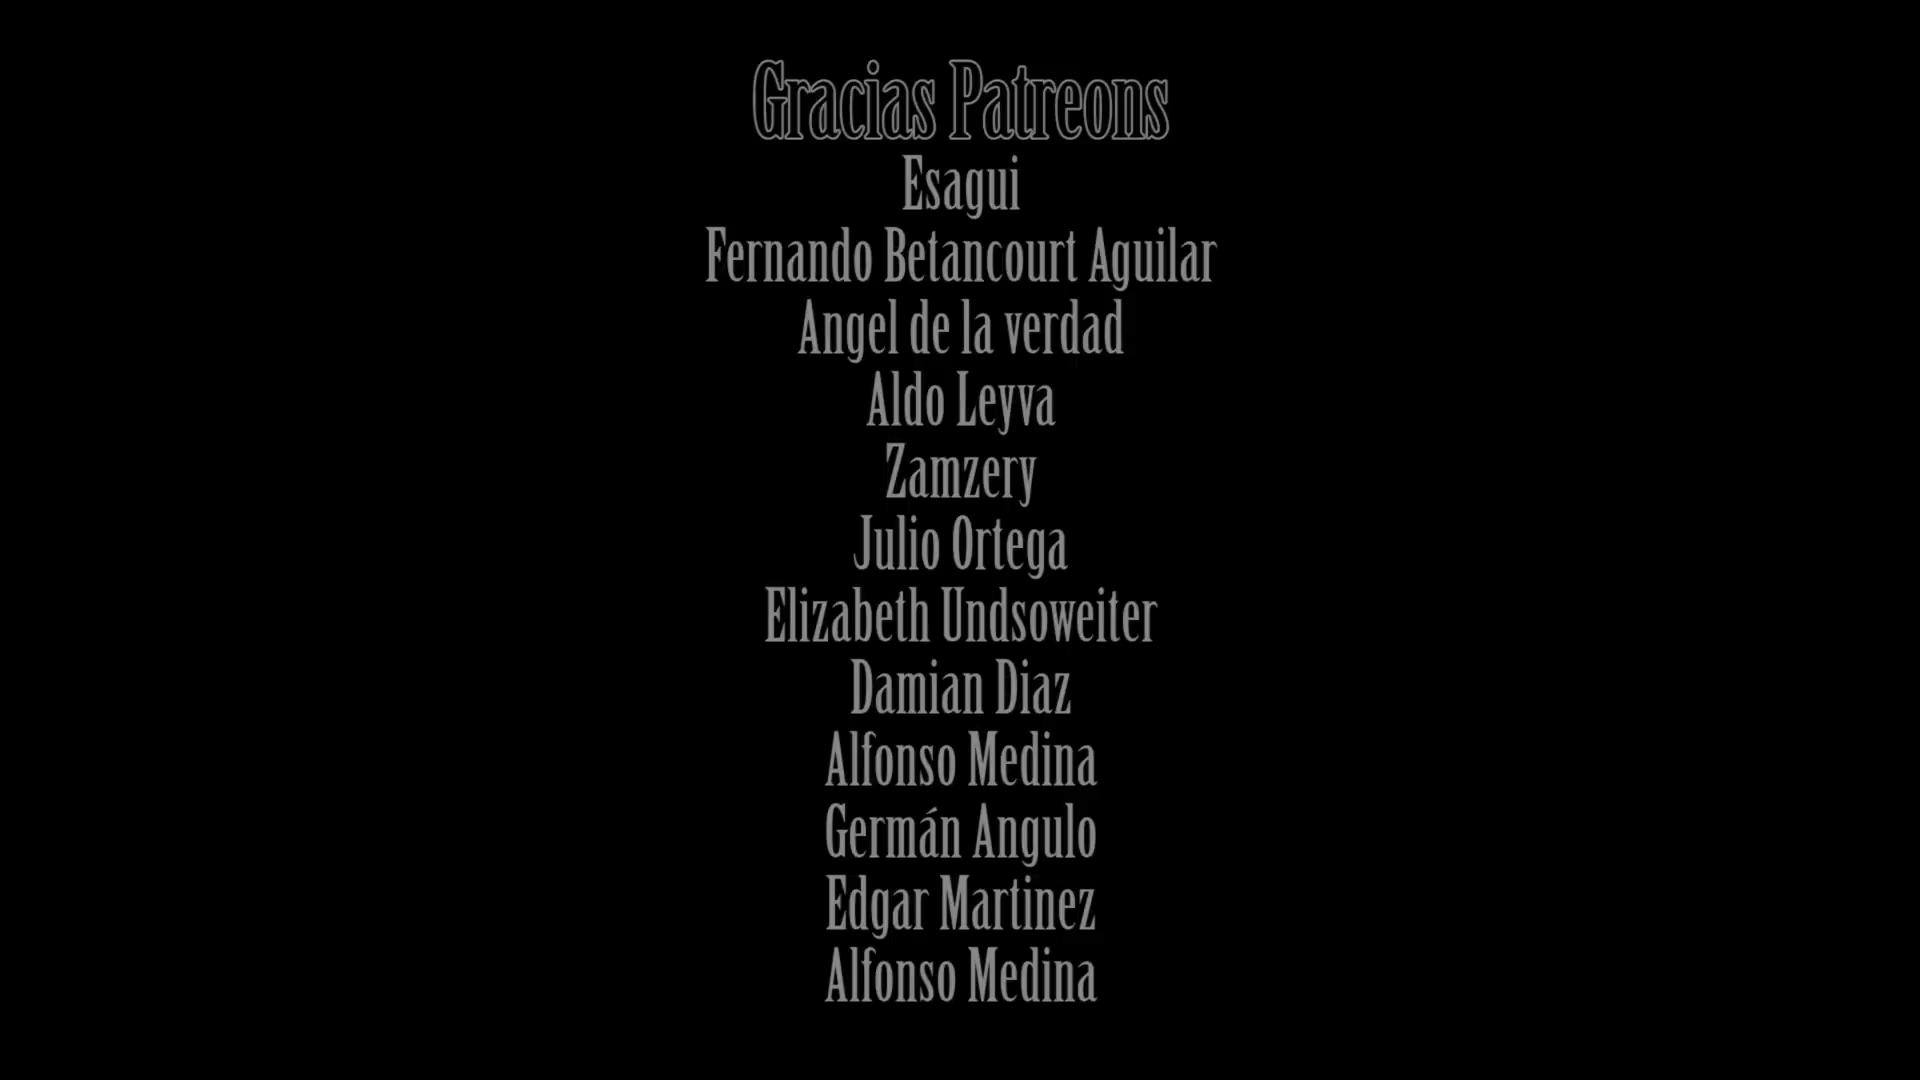 Gracias Patreons
Esagui
Fernando Betancourt Aguilar
Angel de la verdad
Aldo Leyva
Zamzery
Julio Ortega
Elizabeth Undsoweiter
Damian Diaz
Alfonso Medina
Germán Angulo
Edgar Martinez
Alfonso Medina